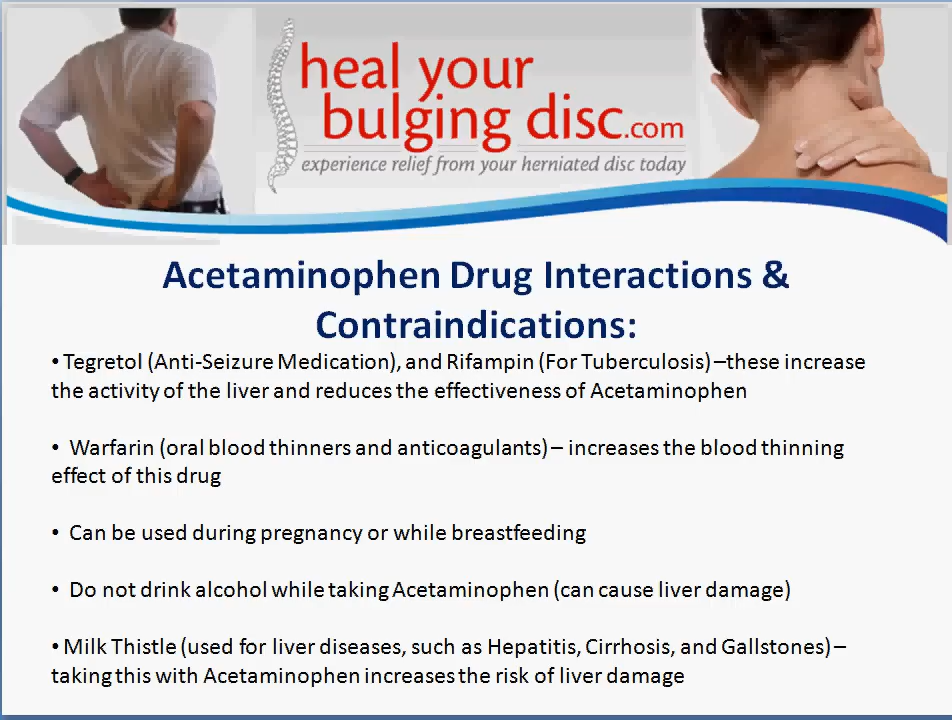 heal your
bulging disc.com
experience relief from your herniated disc today
Acetaminophen Drug Interactions &
Contraindications:
• Tegretol (Anti-Seizure Medication), and Rifampin (For Tuberculosis) –these increase
the activity of the liver and reduces the effectiveness of Acetaminophen
• Warfarin (oral blood thinners and anticoagulants) – increases the blood thinning
effect of this drug
• Can be used during pregnancy or while breastfeeding
• Do not drink alcohol while taking Acetaminophen (can cause liver damage)
• Milk Thistle (used for liver diseases, such as Hepatitis, Cirrhosis, and Gallstones) –
taking this with Acetaminophen increases the risk of liver damage